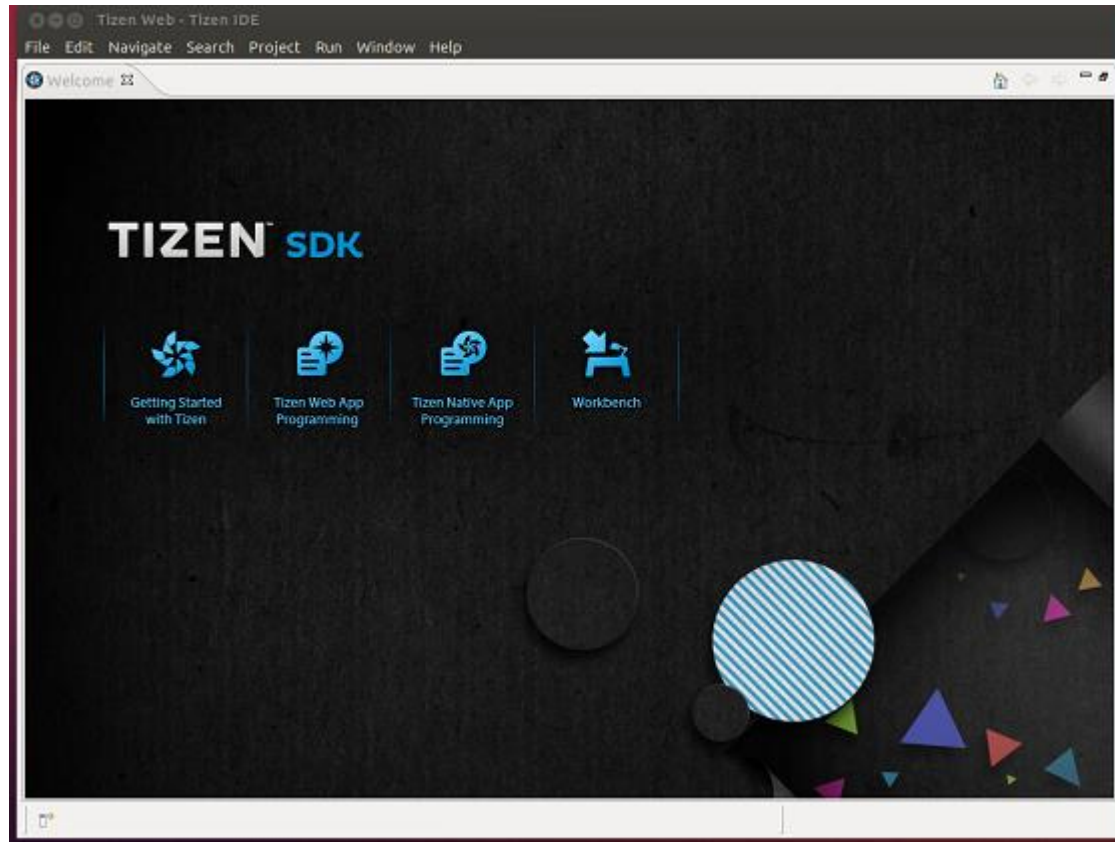 Tizen Web - Tizen IDE
File Edit Navigate Search Project Run Window Help
Welcome
TIZEN™ SDK
Getting Started
with Tizen
Tizen Web App
Programming
Tizen Native App
Programming
Workbench